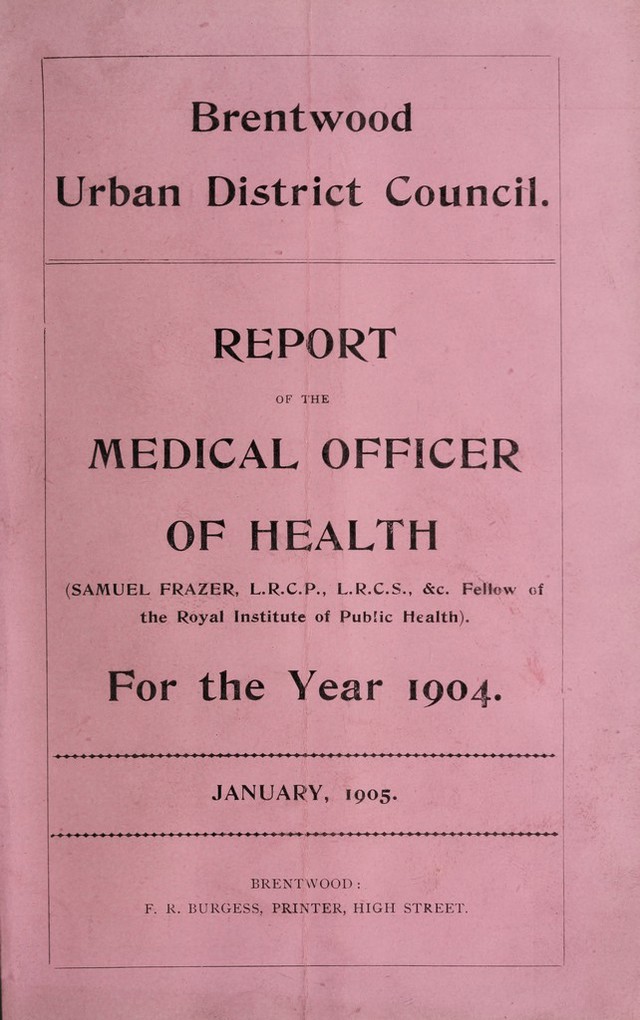 Brentwood
Urban District Council.
REPORT
OF THE
MEDICAL OFFICER
OF HEALTH
(SAMUEL FRAZER, L.R.C.P., L.R.C.S., &c. Fellow of
the Royal Institute of Public Health).
For the Year 1904.
JANUARY, 1905.
BRENTWOOD:
F. R. BURGESS, PRINTER, HIGH STREET.